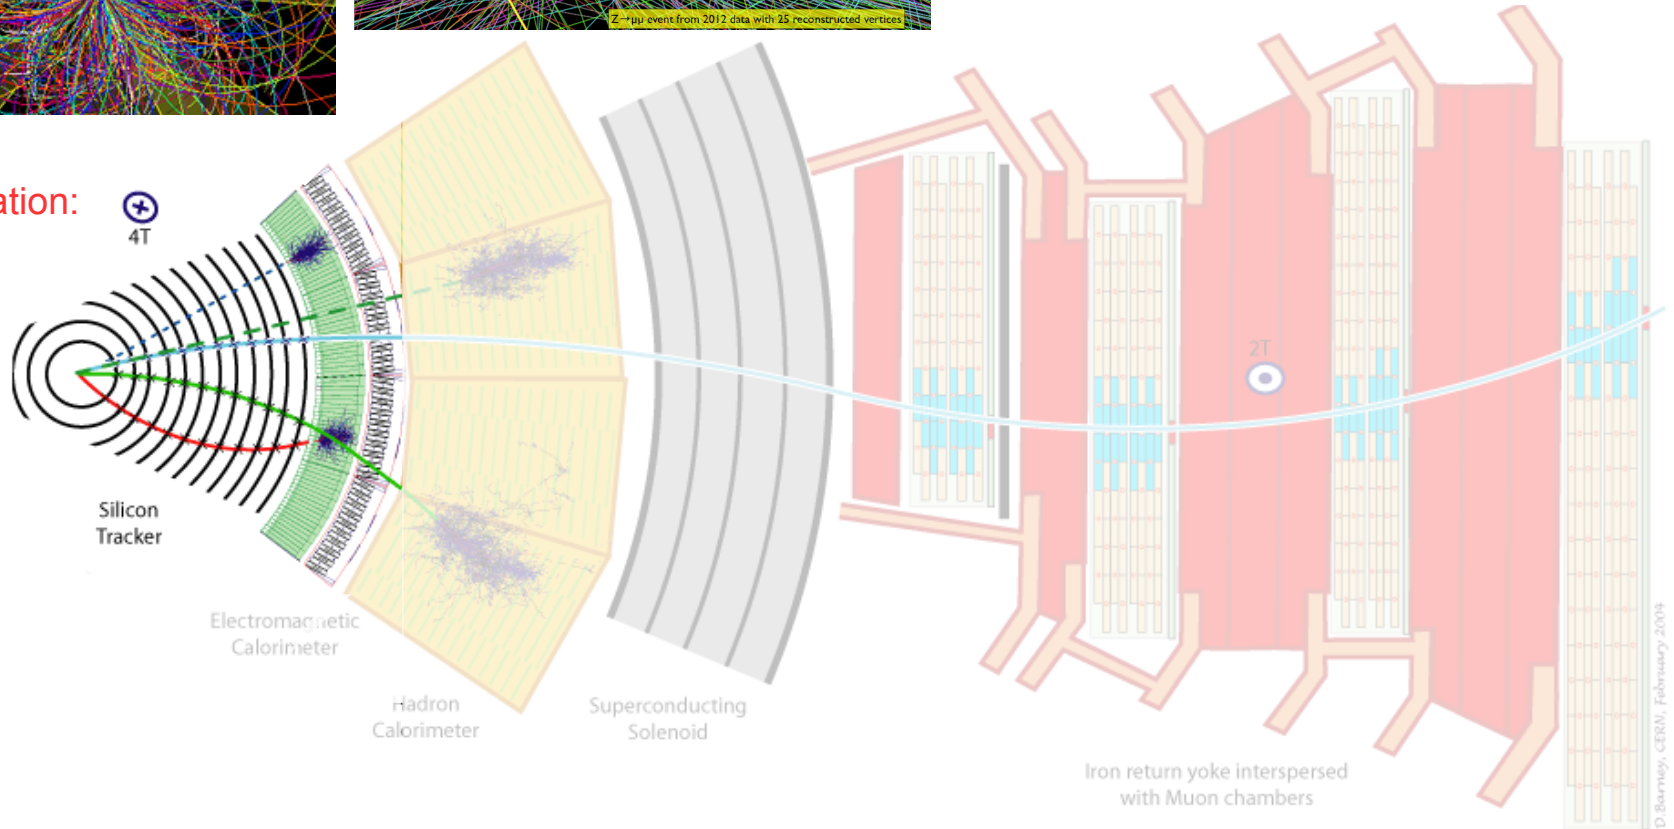 Z→μμ event from 2012 data with 25 reconstructed vertices
ation:
4T
2T
Silicon
Tracker
Electromagnetic
Calorimeter
Hadron
Calorimeter
Superconducting
Solenoid
Iron return yoke interspersed
with Muon chambers
D.Barney, CERN, February 2004